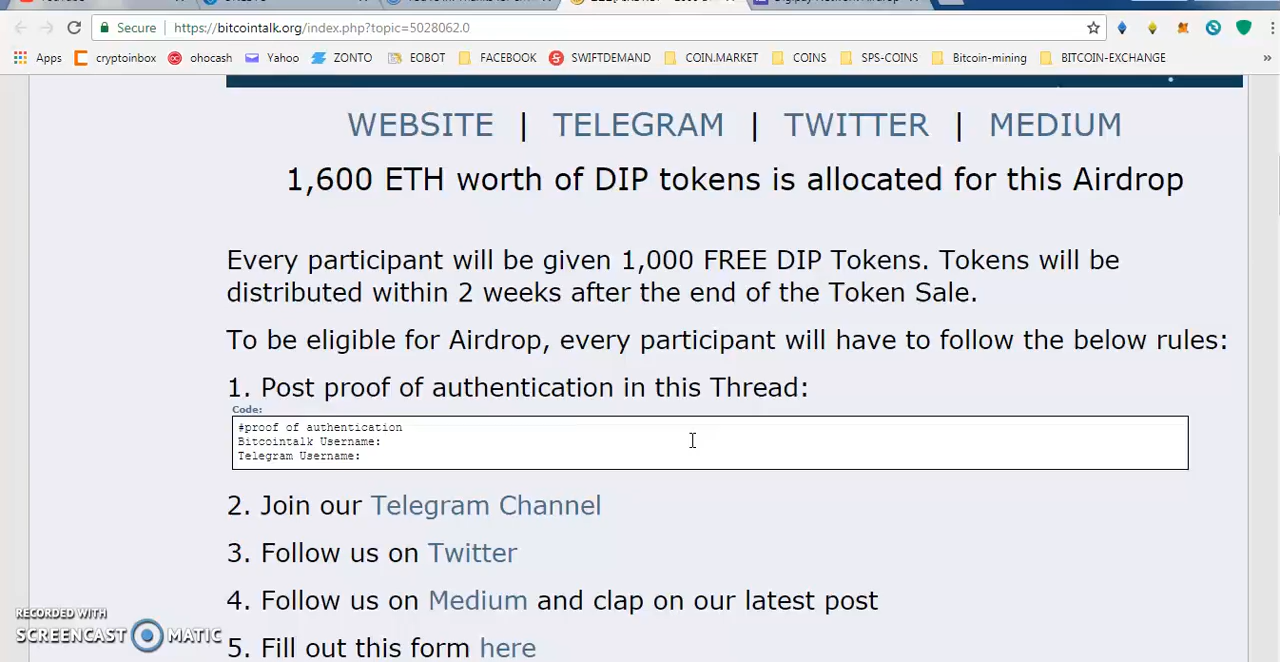 Secure https://bitcointalk.org/index.php?topic=5028062.0
Apps cryptoinbox ohocash Yahoo ZONTO EOBOT FACEBOOK SWIFTDEMAND COIN.MARKET COINS SPS-COINS Bitcoin-mining BITCOIN-EXCHANGE »
WEBSITE | TELEGRAM | TWITTER | MEDIUM
1,600 ETH worth of DIP tokens is allocated for this Airdrop
Every participant will be given 1,000 FREE DIP Tokens. Tokens will be
distributed within 2 weeks after the end of the Token Sale.
To be eligible for Airdrop, every participant will have to follow the below rules:
1. Post proof of authentication in this Thread:
Code:
#proof of authentication
Bitcointalk Username:
Telegram Username:
2. Join our Telegram Channel
3. Follow us on Twitter
4. Follow us on Medium and clap on our latest post
5. Fill out this form here
RECORDED WITH
SCREENCAST MATIC